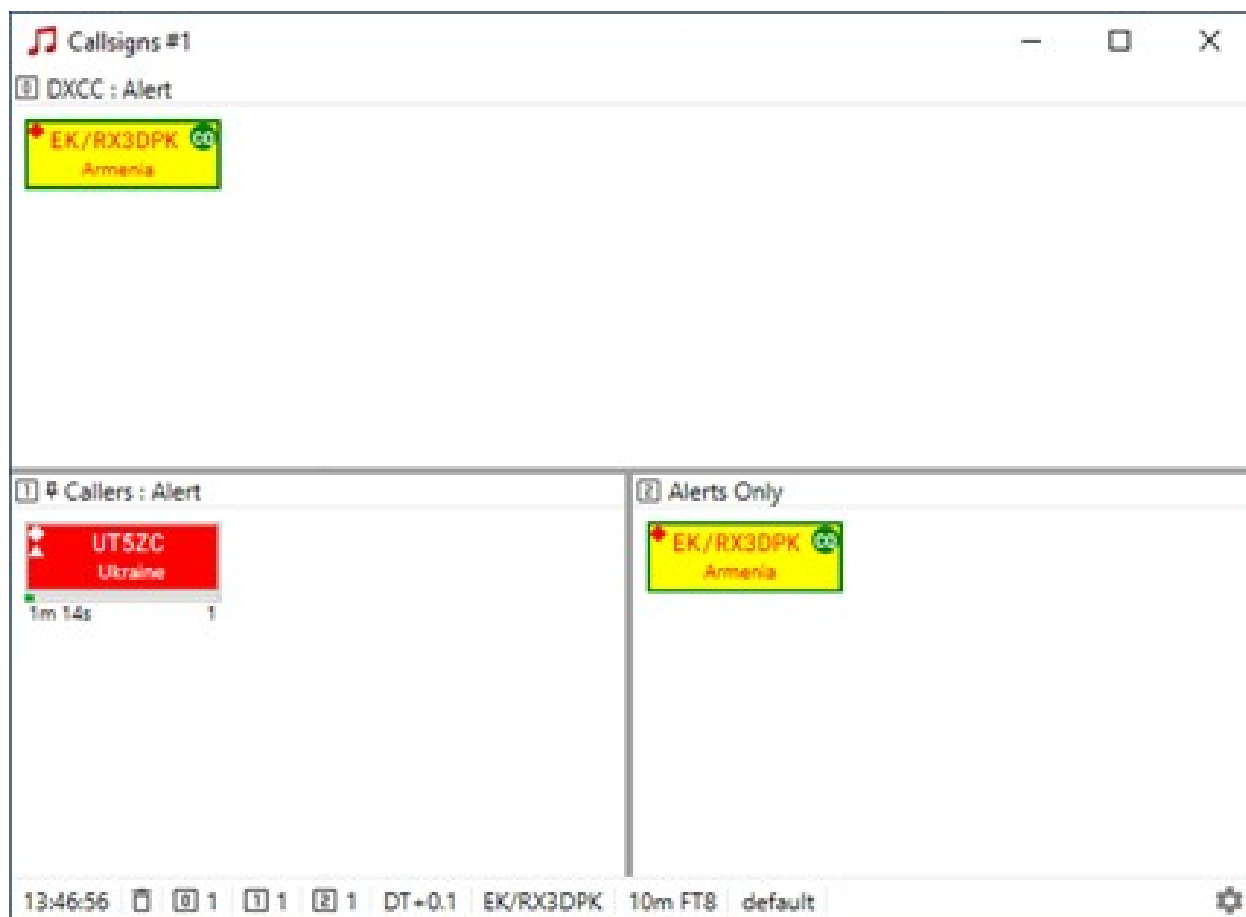 Callsigns #1
0 DXCC : Alert
EK/RX3DPK CQ
Armenia
1 Callers : Alert
UT5ZC
Ukraine
1m 14s 1
2 Alerts Only
EK/RX3DPK CQ
Armenia
13:46:56 0 1 1 1 2 1 DT+0.1 EK/RX3DPK 10m FT8 default